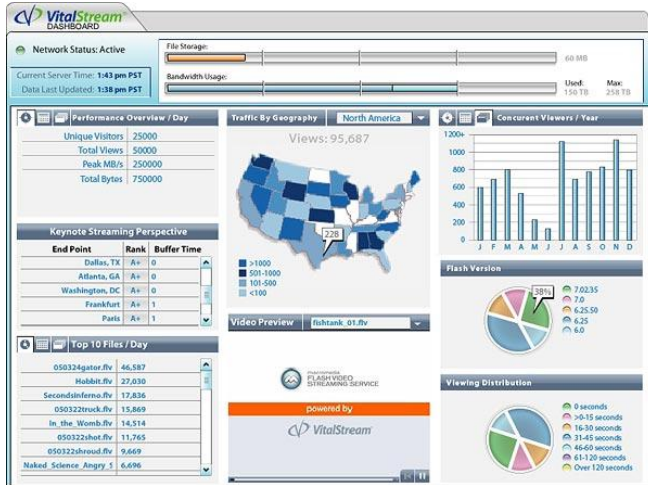 VitalStream
DASHBOARD
Network Status: Active
Current Server Time: 1:43 pm PST
Data Last Updated: 1:38 pm PST
File Storage:
60 MB
Bandwidth Usage:
Used: Max:
150 TB 258 TB
Performance Overview / Day
Unique Visitors 25000
Total Views 50000
Peak MB/s 250000
Total Bytes 750000
Keynote Streaming Perspective
End Point Rank Buffer Time
Dallas, TX A+ 0
Atlanta, GA A+ 0
Washington, DC A+ 0
Frankfurt A+ 1
Paris A+ 1
Top 10 Files / Day
050324gator.flv 46,587
Hobbit.flv 27,030
Secondsinferno.flv 17,836
050322truck.flv 15,869
In_the_Womb.flv 14,514
050322shot.flv 11,765
050322shroud.flv 9,669
Naked_Science_Angry_S 6,696
Traffic By Geography North America
Views: 95,687
228
>1000
501-1000
101-500
<100
Video Preview fishtank_01.flv
macromedia
FLASH VIDEO
STREAMING SERVICE
powered by
VitalStream
Concurent Viewers / Year
1200+
1000
800
600
400
200
0
J F M A M J J A S O N D
Flash Version
38%
7.02.35
7.0
6.25.50
6.25
6.0
Viewing Distribution
0 seconds
>0-15 seconds
16-30 seconds
31-45 seconds
46-60 seconds
61-120 seconds
Over 120 seconds